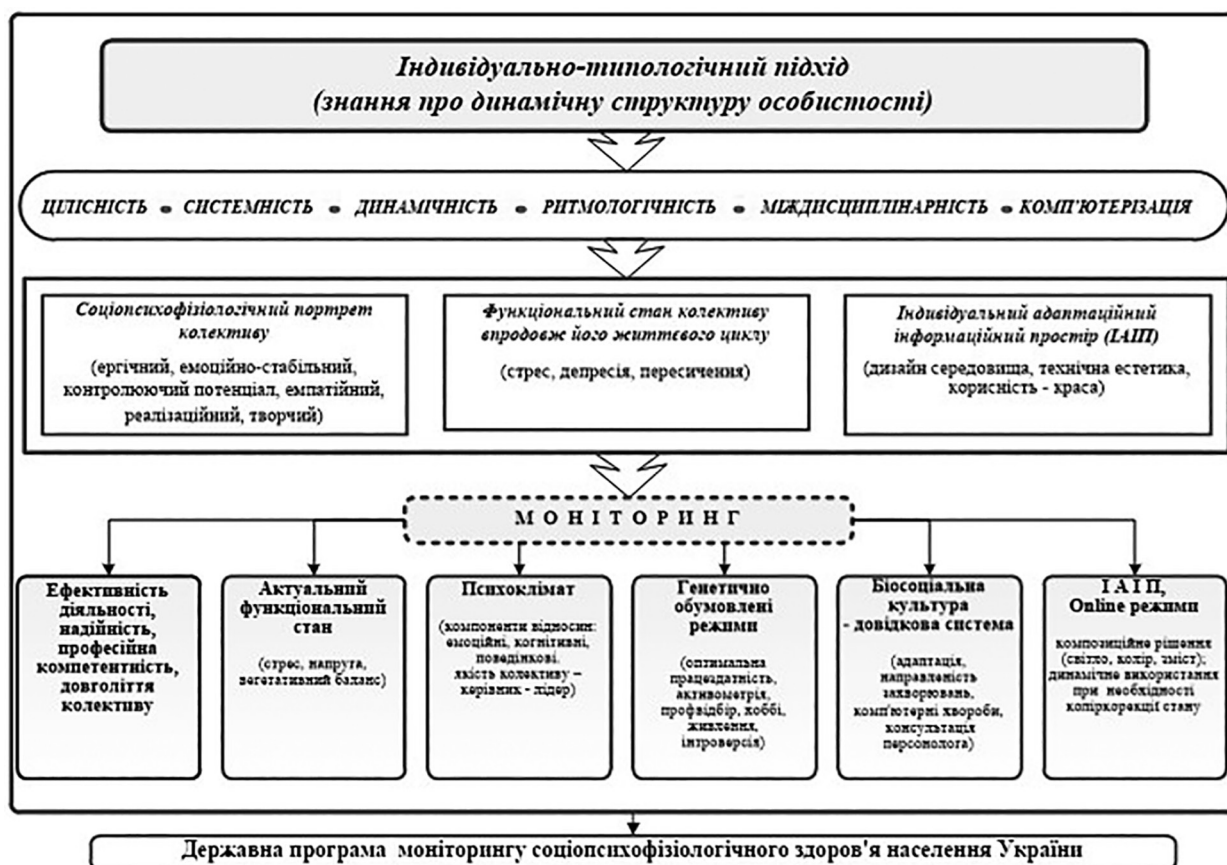 Індивідуально-типологічний підхід
(знання про динамічну структуру особистості)
ЦІЛІСНІСТЬ - СИСТЕМНІСТЬ - ДИНАМІЧНІСТЬ - РИТМОЛОГІЧНІСТЬ - МІЖДИСЦИПЛІНАРНІСТЬ - КОМП'ЮТЕРІЗАЦІЯ
Соціопсихофізіологічний портрет
колективу
(ергічний, емоційно-стабільний,
контролюючий потенціал, емпатійний,
реалізаційний, творчий)
Функціональний стан колективу
впродовж його життєвого циклу
(стрес, депресія, пересичення)
Індивідуальний адаптаційний
інформаційний простір (ІАІП)
(дизайн середовища, технічна естетика,
корисність - краса)
МОНІТОРИНГ
Ефективність
діяльності,
надійність,
професійна
компетентність,
довголіття
колективу
Актуальний
функціональний
стан
(стрес, напруга,
вегетативний баланс)
Психоклімат
(компоненти відносин:
емоційні, когнітивні,
поведінкові.
якість колективу –
керівник - лідер)
Генетично
обумовлені
режими
(оптимальна
працездатність,
активометрія,
профвідбір, хоббі,
живлення,
інтроверсія)
Біосоціальна
культура
- довідкова система
(адаптація,
направленість
захворювань,
комп'ютерні хвороби,
консультація
персонолога)
ІАІП,
Online режими
композиційне рішення
(світло, колір, зміст);
динамічне використання
при необхідності
коліркорекції стану
Державна програма моніторингу соціопсихофізіологічного здоров'я населення України